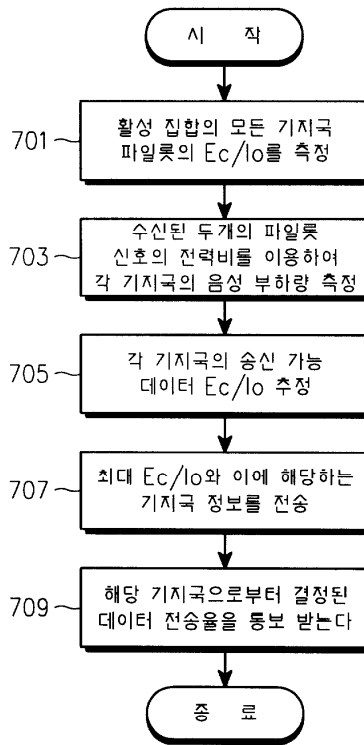 시 작
701
활성 집합의 모든 기지국
파일롯의 Ec/Io를 측정
703
수신된 두개의 파일롯
신호의 전력비를 이용하여
각 기지국의 음성 부하량 측정
705
각 기지국의 송신 가능
데이터 Ec/Io 추정
707
최대 Ec/Io와 이에 해당하는
기지국 정보를 전송
709
해당 기지국으로부터 결정된
데이터 전송율을 통보 받는다
종 료